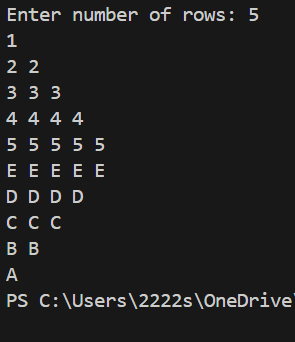 Enter number of rows: 5
1
2 2
3 3 3
4 4 4 4
5 5 5 5 5
E E E E E
D D D D
C C C
B B
A
PS C:\Users\2222s\OneDrive\